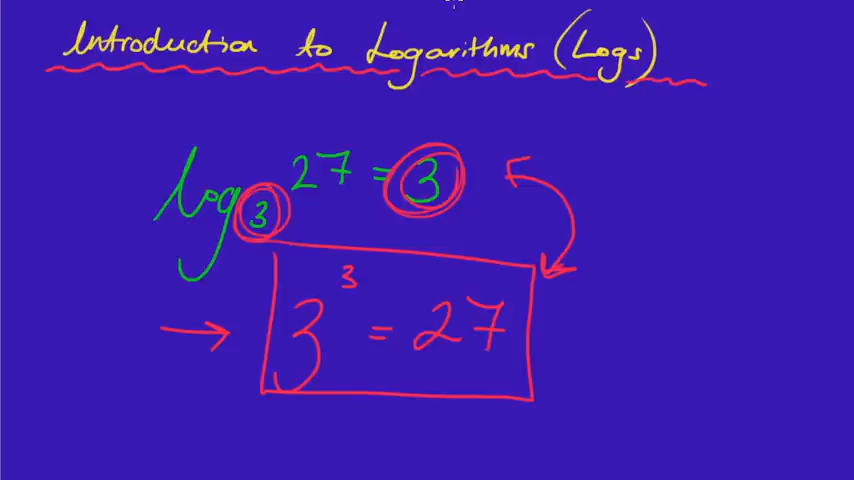 Introduction to Logarithms (Logs)
log₃ 27 = 3
3³ = 27